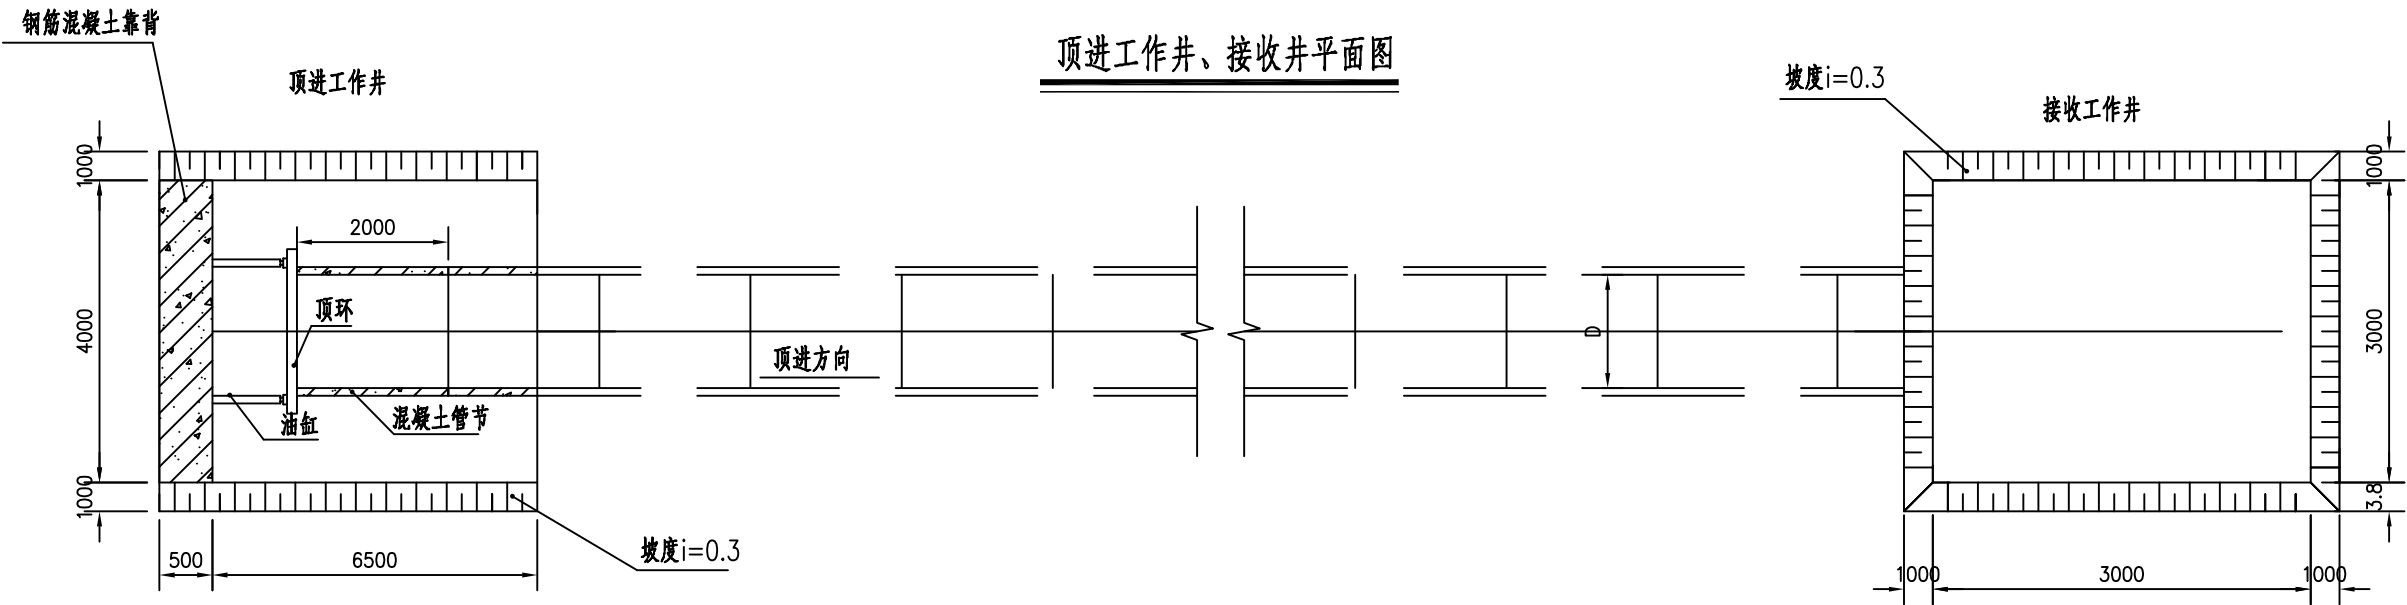 钢筋混凝土靠背
顶进工作井、接收井平面图
顶进工作井
坡度i=0.3
接收工作井
1000
1000
2000
顶环
4000
D
3000
顶进方向
油缸
混凝土管节
1000
3.8
坡度i=0.3
500
6500
1000
3000
1000